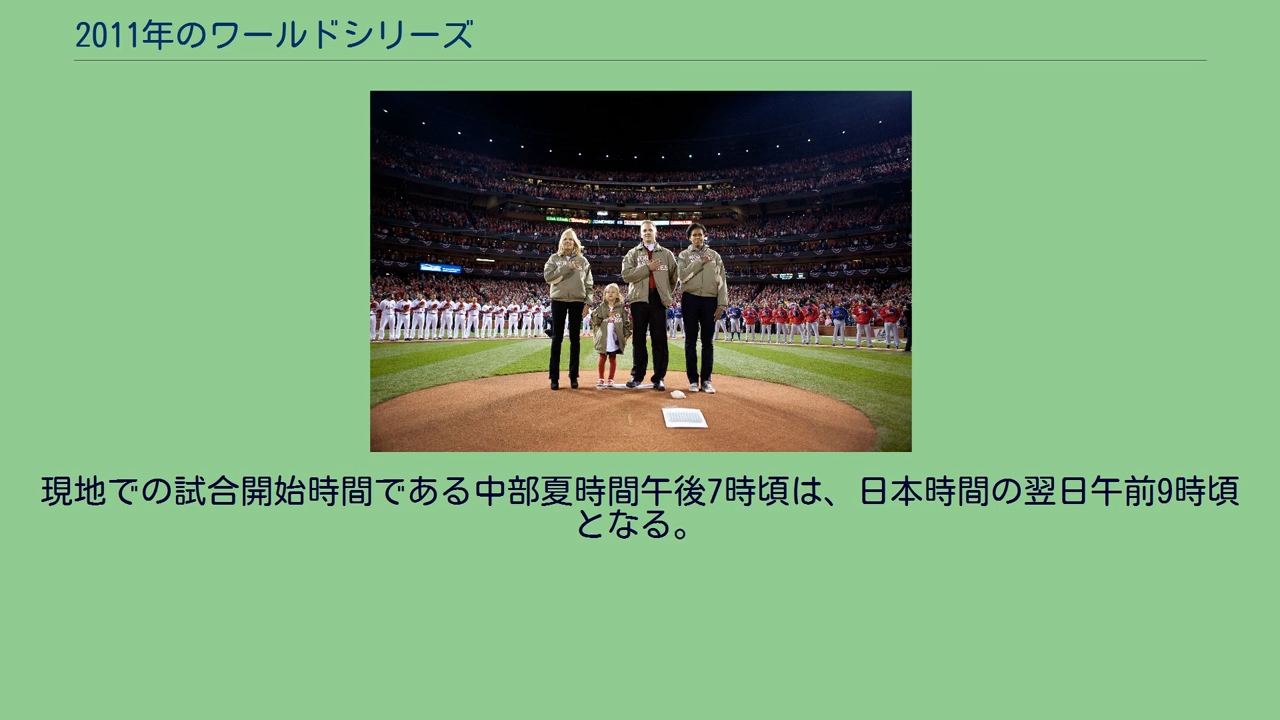 2011年のワールドシリーズ
現地での試合開始時間である中部夏時間午後7時頃は、日本時間の翌日午前9時頃
となる。